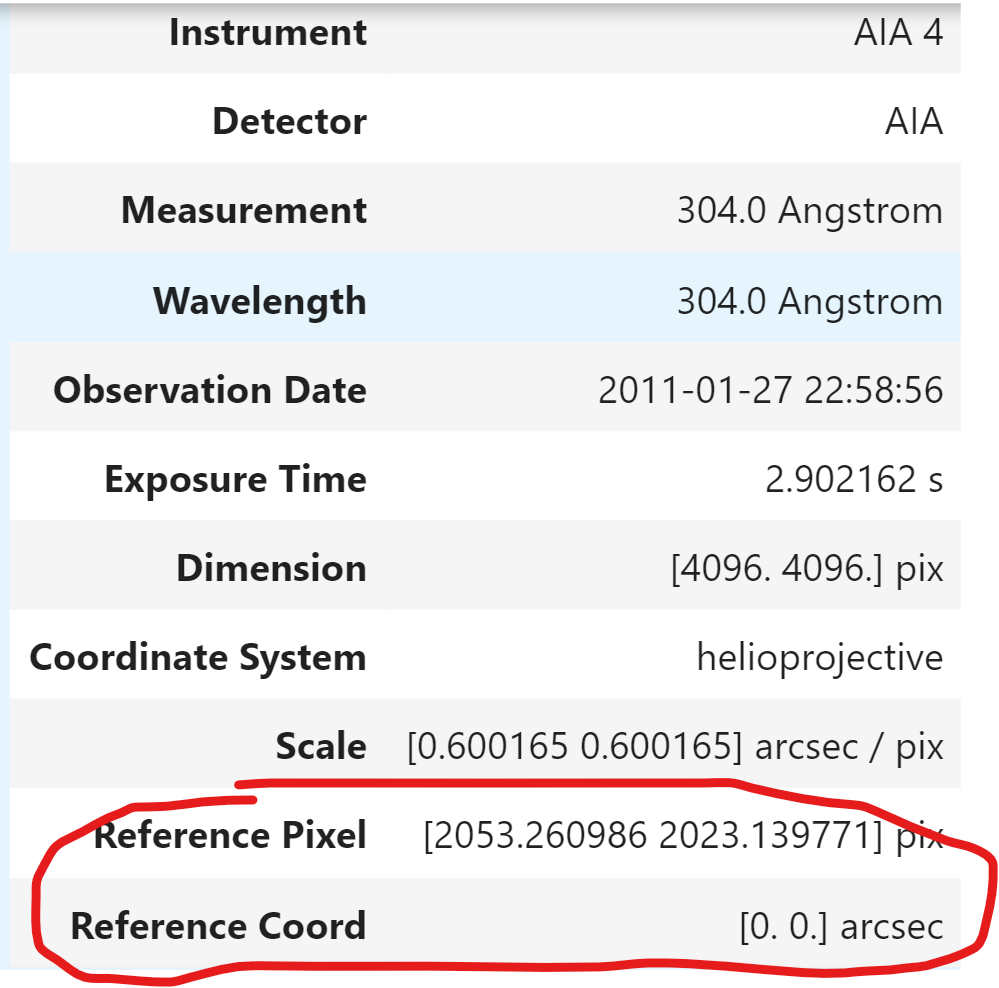 Instrument AIA 4
Detector AIA
Measurement 304.0 Angstrom
Wavelength 304.0 Angstrom
Observation Date 2011-01-27 22:58:56
Exposure Time 2.902162 s
Dimension [4096. 4096.] pix
Coordinate System helioprojective
Scale [0.600165 0.600165] arcsec / pix
Reference Pixel [2053.260986 2023.139771] pix
Reference Coord [0. 0.] arcsec